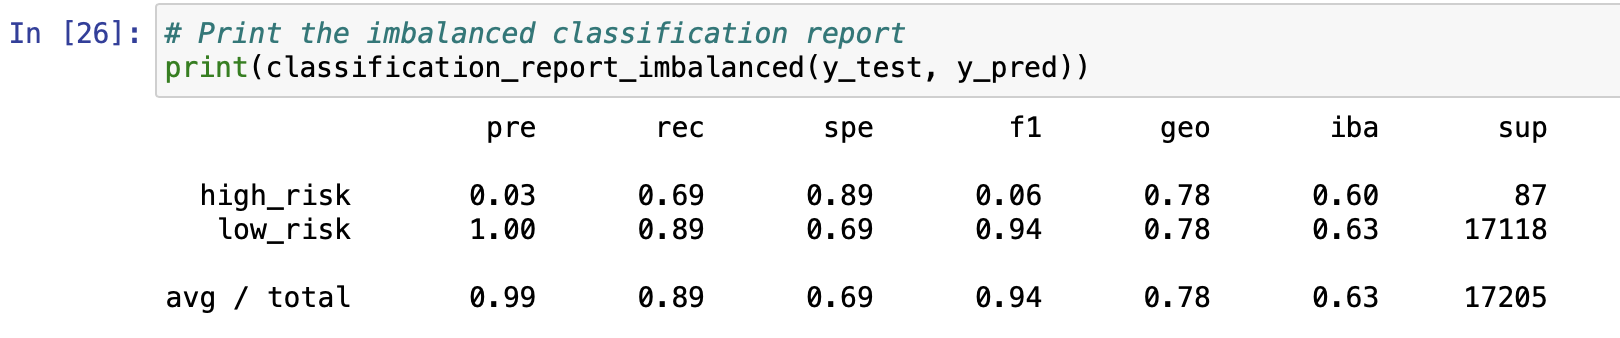 In [26]: # Print the imbalanced classification report
print(classification_report_imbalanced(y_test, y_pred))
pre rec spe f1 geo iba sup
high_risk 0.03 0.69 0.89 0.06 0.78 0.60 87
low_risk 1.00 0.89 0.69 0.94 0.78 0.63 17118
avg / total 0.99 0.89 0.69 0.94 0.78 0.63 17205